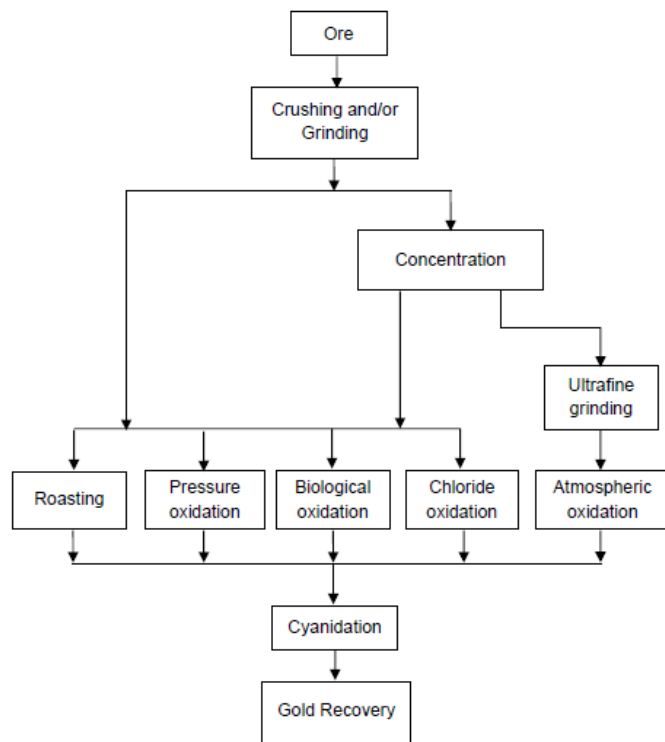 Ore
Crushing and/or
Grinding
Concentration
Ultrafine
grinding
Roasting
Pressure
oxidation
Biological
oxidation
Chloride
oxidation
Atmospheric
oxidation
Cyanidation
Gold Recovery